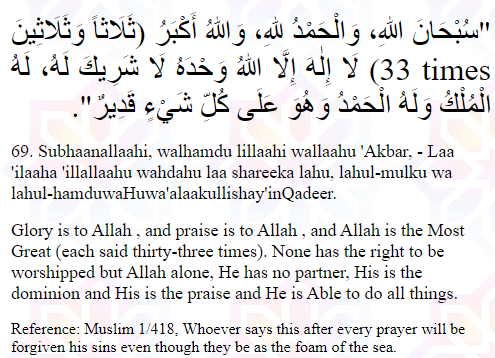 "سُبْحَانَ اللهِ، وَالْحَمْدُ للهِ، وَاللهُ أَكْبَرُ (ثَلاثاً وَثَلاثِينَ
33 times) لَا إِلٰهَ إِلَّا اللهُ وَحْدَهُ لَا شَرِيكَ لَهُ، لَهُ
الْمُلْكُ وَلَهُ الْحَمْدُ وَهُوَ عَلَى كُلِّ شَيْءٍ قَدِيرٌ".
69. Subhaanallaahi, walhamdu lillaahi wallaahu 'Akbar, - Laa
'ilaaha 'illallaahu wahdahu laa shareeka lahu, lahul-mulku wa
lahul-hamduwaHuwa'alaakullishay'inQadeer.
Glory is to Allah , and praise is to Allah , and Allah is the Most
Great (each said thirty-three times). None has the right to be
worshipped but Allah alone, He has no partner, His is the
dominion and His is the praise and He is Able to do all things.
Reference: Muslim 1/418, Whoever says this after every prayer will be
forgiven his sins even though they be as the foam of the sea.